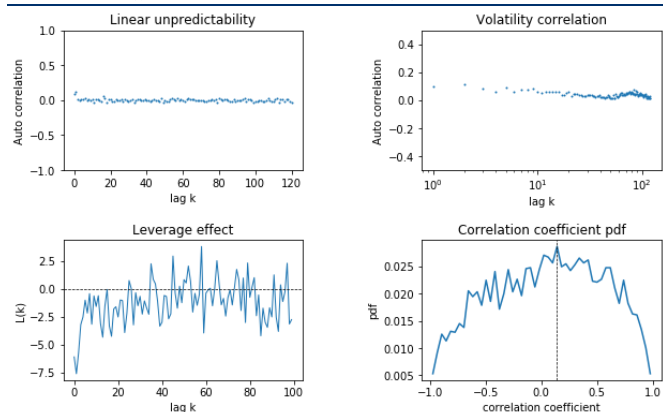 Linear unpredictability
1.0
0.5
0.0
−0.5
−1.0
Auto correlation
0 20 40 60 80 100 120
lag k
Volatility correlation
0.4
0.2
0.0
−0.2
−0.4
Auto correlation
10⁰ 10¹ 10²
lag k
Leverage effect
2.5
0.0
−2.5
−5.0
−7.5
L(k)
0 20 40 60 80 100
lag k
Correlation coefficient pdf
0.025
0.020
0.015
0.010
0.005
pdf
−1.0 −0.5 0.0 0.5 1.0
correlation coefficient